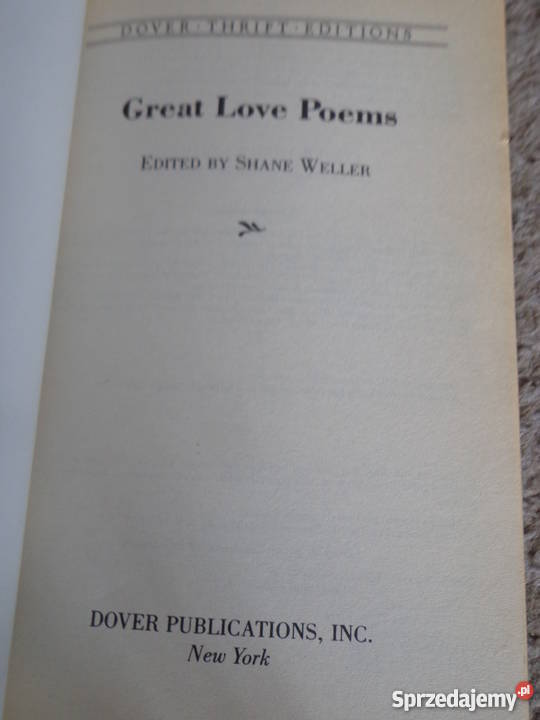 DOVER · THRIFT · EDITIONS
Great Love Poems
EDITED BY SHANE WELLER
DOVER PUBLICATIONS, INC.
New York
Sprzedajemy.pl